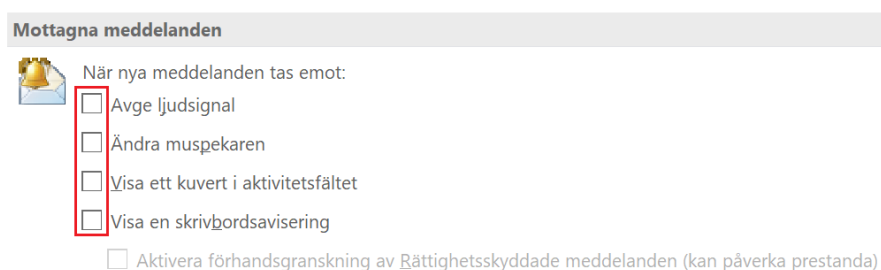 Mottagna meddelanden
När nya meddelanden tas emot:
Avge ljudsignal
Ändra muspekaren
Visa ett kuvert i aktivitetsfältet
Visa en skrivbordsavisering
Aktivera förhandsgranskning av Rättighetsskyddade meddelanden (kan påverka prestanda)